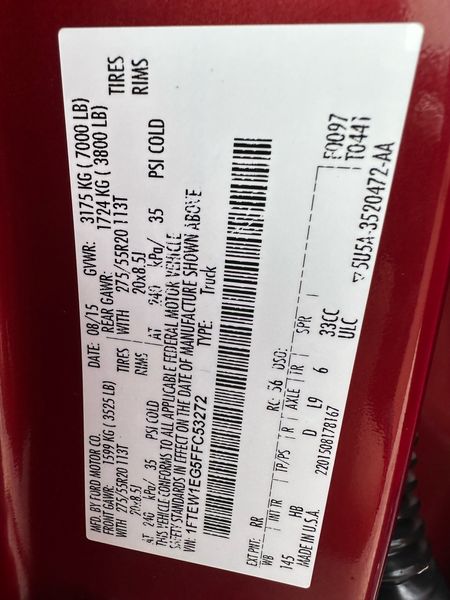 MFD. BY FORD MOTOR CO.
DATE: 08/15 GVWR: 3175 KG ( 7000 LB)
FRONT GAWR: 1599 KG ( 3525 LB) REAR GAWR: 1724 KG ( 3800 LB)
275/55R20 113T TIRES WITH 275/55R20 113T TIRES
20x8.5J RIMS 20x8.5J RIMS
AT 240 kPa/ 35 PSI COLD AT 240 kPa/ 35 PSI COLD
THIS VEHICLE CONFORMS TO ALL APPLICABLE FEDERAL MOTOR VEHICLE
SAFETY STANDARDS IN EFFECT ON THE DATE OF MANUFACTURE SHOWN ABOVE
VIN: 1FTEW1EG5FFC53272 TYPE: Truck
EXT PNT: RR RC: 36 DSO: F0097
WB INT TR TP/PS R AXLE TR SPR T0441
145 HB D L9 6 33CC
MADE IN U.S.A. ULC
2201508178167 5U5A-3520472-AA